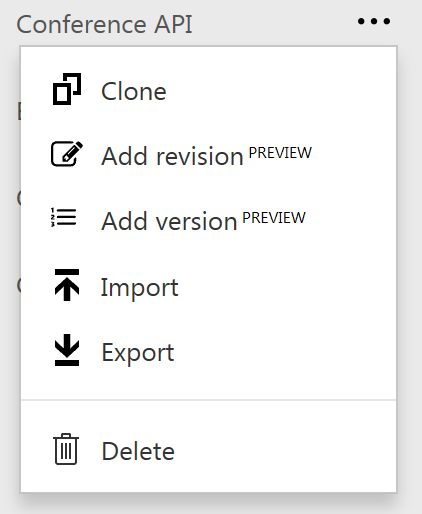 Conference API
Clone
Add revision PREVIEW
Add version PREVIEW
Import
Export
Delete